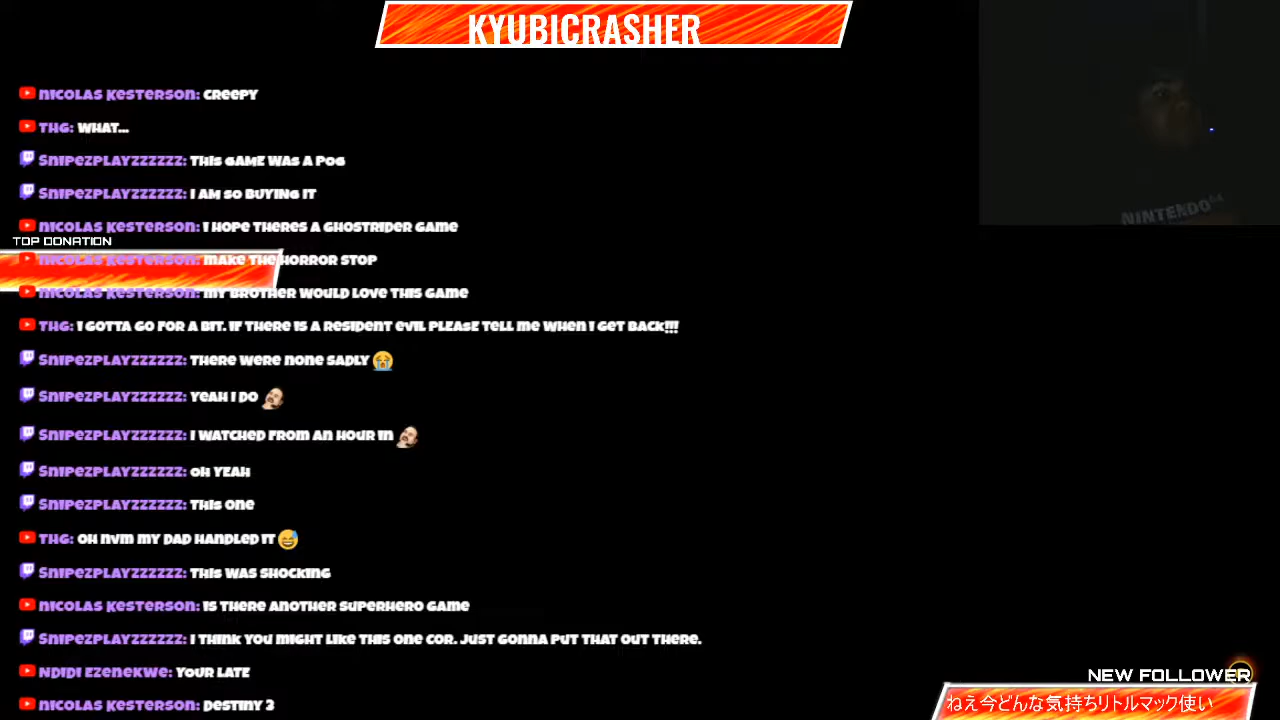 KYUBICRASHER
NICOLAS KESTERSON: CREEPY
THG: WHAT...
SNIPEZPLAYZZZZZZ: THIS GAME WAS A POG
SNIPEZPLAYZZZZZZ: I AM SO BUYING IT
NICOLAS KESTERSON: I HOPE THERES A GHOSTRIDER GAME
TOP DONATION
NICOLAS KESTERSON: MAKE THE HORROR STOP
NICOLAS KESTERSON: MY BROTHER WOULD LOVE THIS GAME
THG: I GOTTA GO FOR A BIT. IF THERE IS A RESIDENT EVIL PLEASE TELL ME WHEN I GET BACK!!!
SNIPEZPLAYZZZZZZ: THERE WERE NONE SADLY 😭
SNIPEZPLAYZZZZZZ: YEAH I DO
SNIPEZPLAYZZZZZZ: I WATCHED FROM AN HOUR IN
SNIPEZPLAYZZZZZZ: OH YEAH
SNIPEZPLAYZZZZZZ: THIS ONE
THG: OH NVM MY DAD HANDLED IT 😅
SNIPEZPLAYZZZZZZ: THIS WAS SHOCKING
NICOLAS KESTERSON: IS THERE ANOTHER SUPERHERO GAME
SNIPEZPLAYZZZZZZ: I THINK YOU MIGHT LIKE THIS ONE COR. JUST GONNA PUT THAT OUT THERE.
NDIDI EZENEKWE: YOUR LATE
NICOLAS KESTERSON: DESTINY 3
NINTENDO64
NEW FOLLOWER
ねえ今どんな気持ちリトルマック使い